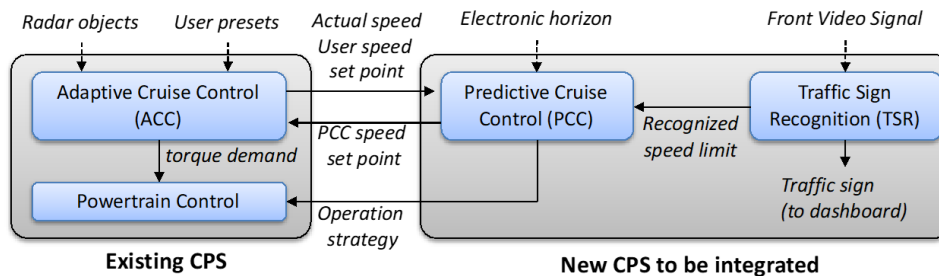 Radar objects
User presets
Actual speed
User speed
set point
Electronic horizon
Front Video Signal
Adaptive Cruise Control
(ACC)
Predictive Cruise
Control (PCC)
Traffic Sign
Recognition (TSR)
PCC speed
set point
Recognized
speed limit
torque demand
Powertrain Control
Operation
strategy
Traffic sign
(to dashboard)
Existing CPS
New CPS to be integrated